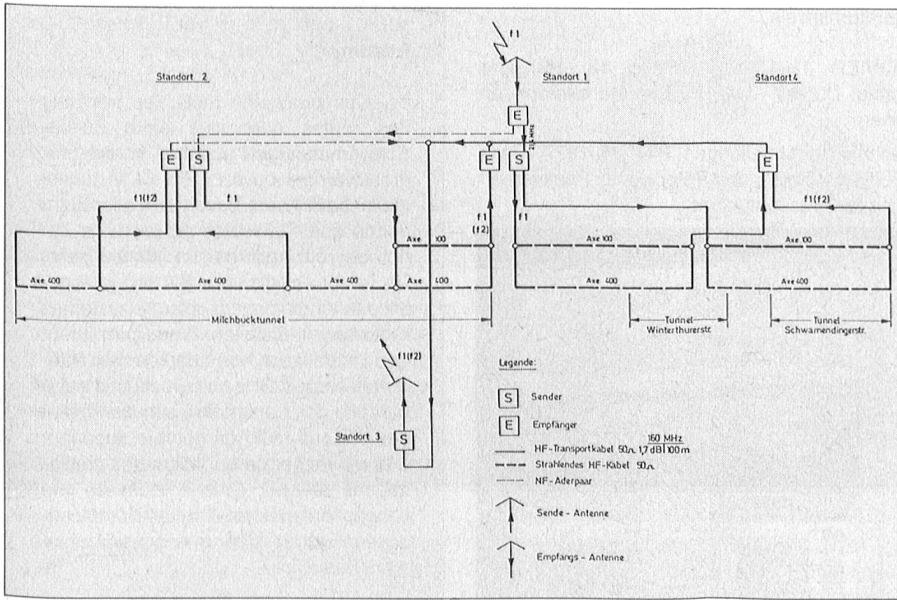 f1
Standort 2
Standort 1
Standort 4
E
E
S
E
S
E
f1(f2)
f1
f1
(f2)
f1
f1(f2)
Axe 100
Axe 100
Axe 100
Axe 400
Axe 400
Axe 400
Axe 400
Axe 400
Axe 400
Milchbucktunnel
Tunnel
Winterthurerstr.
Tunnel
Schwamendingerstr.
f1(f2)
Standort 3
S
Legende:
S Sender
E Empfänger
160 MHz
HF-Transportkabel 50Ω 1,7 dB/100m
Strahlendes HF-Kabel 50Ω
NF-Aderpaar
Sende - Antenne
Empfangs - Antenne